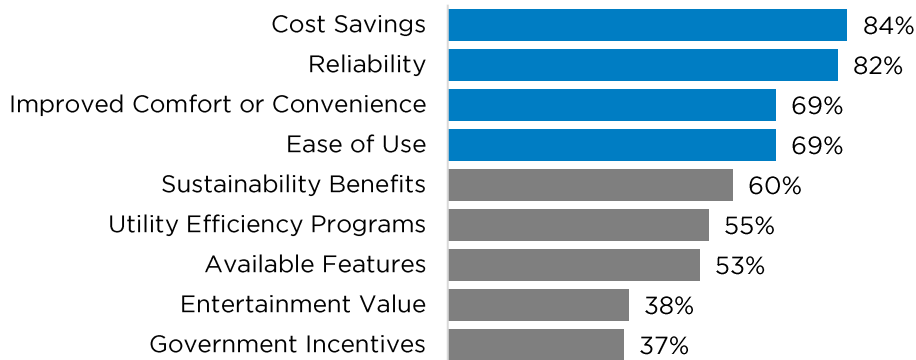 Cost Savings 84%
Reliability 82%
Improved Comfort or Convenience 69%
Ease of Use 69%
Sustainability Benefits 60%
Utility Efficiency Programs 55%
Available Features 53%
Entertainment Value 38%
Government Incentives 37%